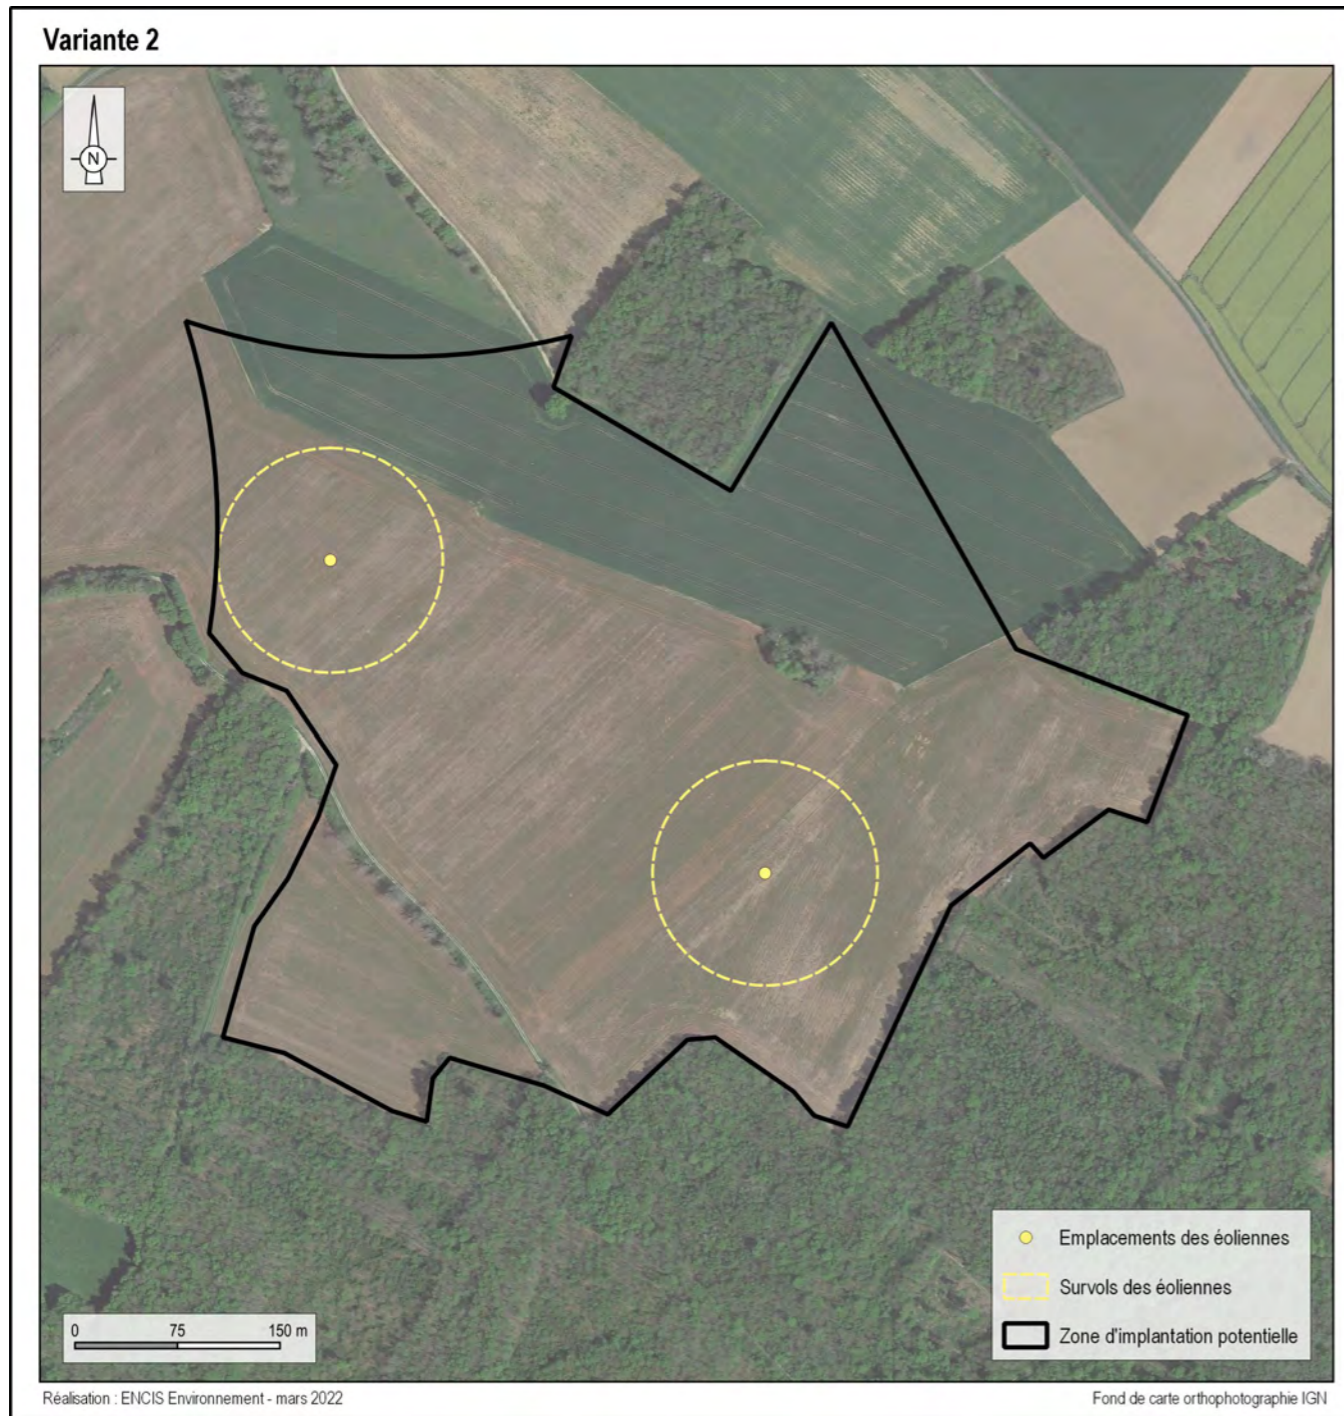 Variante 2
N
Emplacements des éoliennes
Survols des éoliennes
Zone d'implantation potentielle
0 75 150 m
Réalisation : ENCIS Environnement - mars 2022
Fond de carte orthophotographie IGN